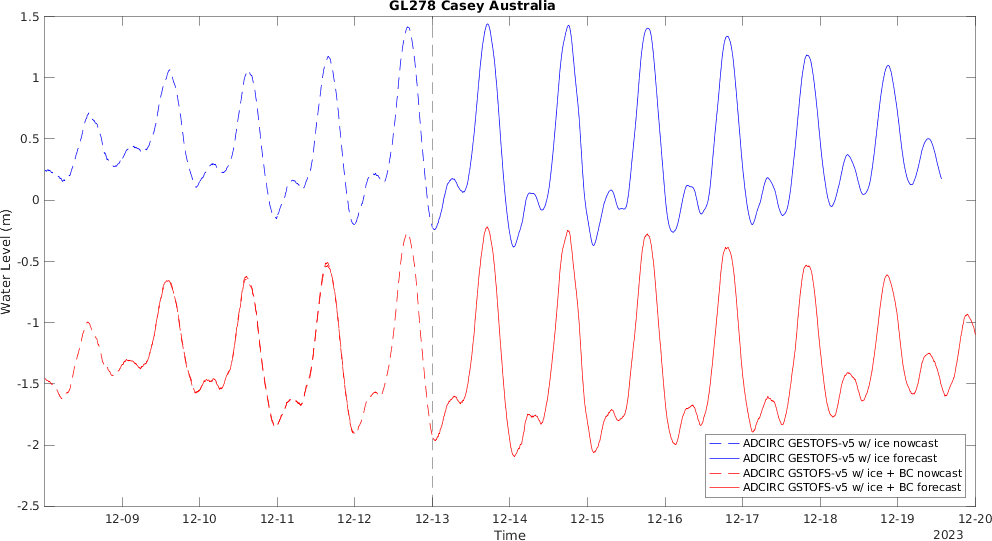 GL278 Casey Australia
1.5
1
0.5
0
-0.5
-1
-1.5
-2
-2.5
Water Level (m)
ADCIRC GESTOFS-v5 w/ ice nowcast
ADCIRC GESTOFS-v5 w/ ice forecast
ADCIRC GSTOFS-v5 w/ ice + BC nowcast
ADCIRC GSTOFS-v5 w/ ice + BC forecast
12-09 12-10 12-11 12-12 12-13 12-14 12-15 12-16 12-17 12-18 12-19 12-20
Time
2023